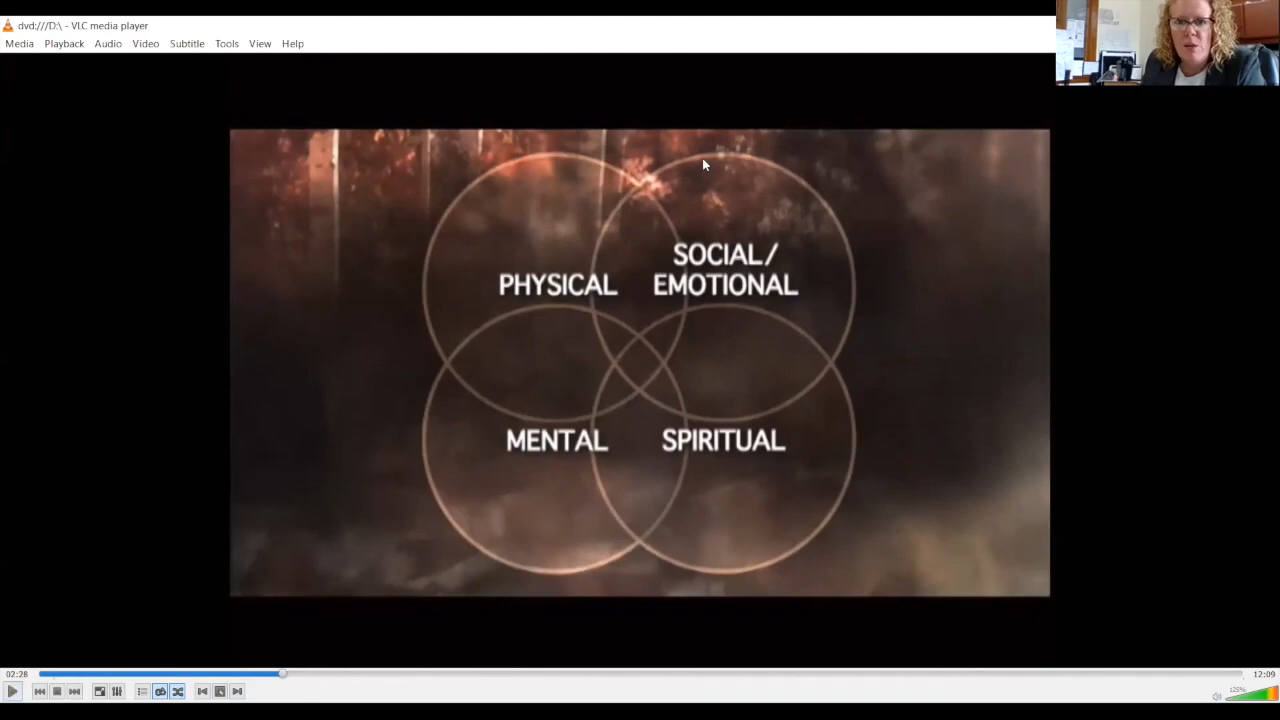 dvd:///D:\ - VLC media player
Media Playback Audio Video Subtitle Tools View Help
SOCIAL/
PHYSICAL EMOTIONAL
MENTAL SPIRITUAL
02:28 12:09
125%